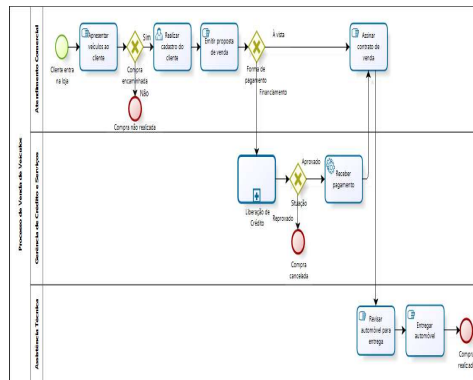 Processo de Venda de Veículos
Atendimento Comercial
Cliente entra
na loja
Apresentar
veículos ao
cliente
Compra
encaminhada
Sim
Não
Compra não realizada
Realizar
cadastro do
cliente
Emitir proposta
de venda
Forma de
pagamento
À vista
Financiamento
Assinar
contrato de
venda
Gerência de Crédito e Serviços
Liberação de
Crédito
Situação
Aprovado
Reprovado
Compra
cancelada
Receber
pagamento
Assistência Técnica
Revisar
automóvel para
entrega
Entregar
automóvel
Compra
realizada